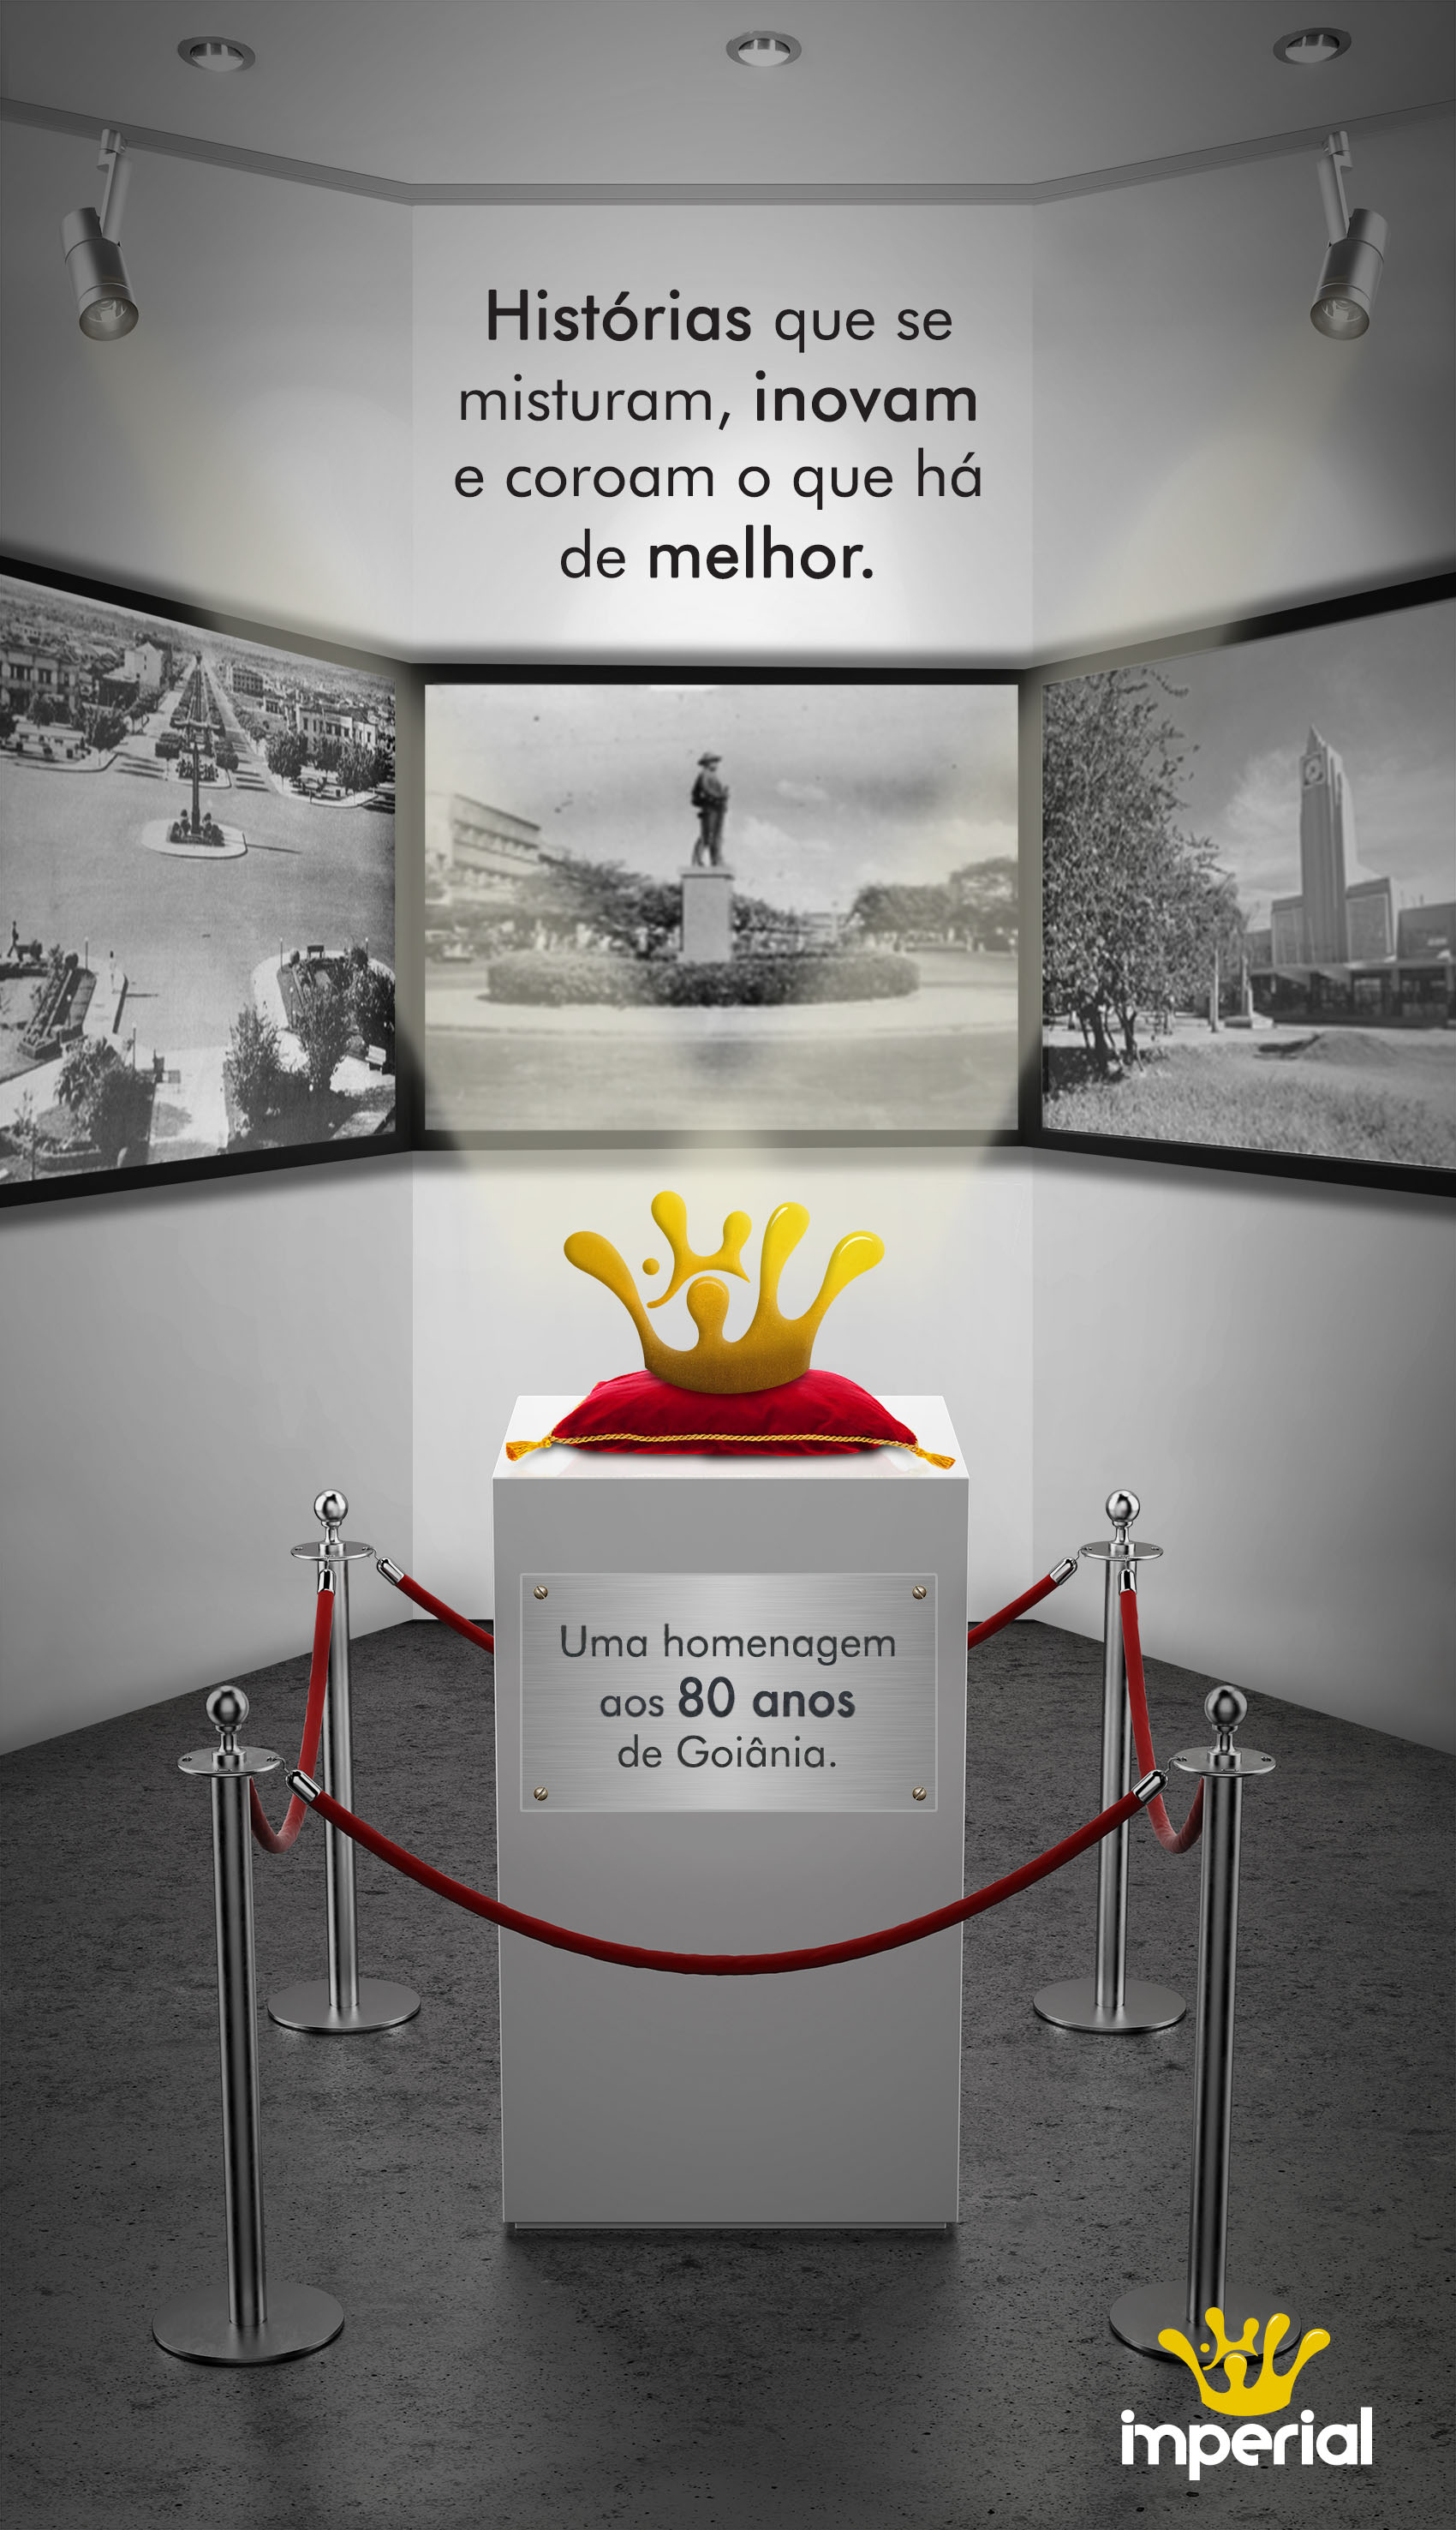 Histórias que se
misturam, inovam
e coroam o que há
de melhor.
Uma homenagem
aos 80 anos
de Goiânia.
imperial